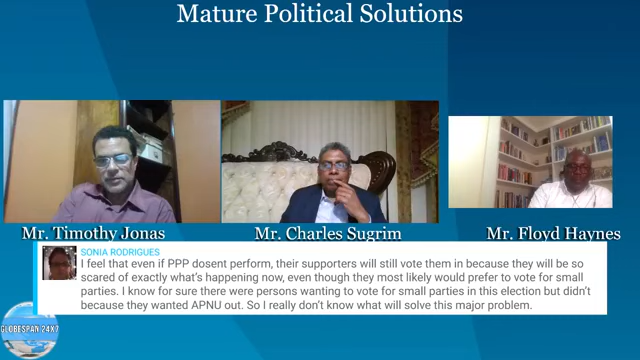 Mature Political Solutions
Mr. Timothy Jonas
Mr. Charles Sugrim
Mr. Floyd Haynes
SONIA RODRIGUES
I feel that even if PPP dosent perform, their supporters will still vote them in because they will be so
scared of exactly what's happening now, even though they most likely would prefer to vote for small
parties. I know for sure there were persons wanting to vote for small parties in this election but didn't
because they wanted APNU out. So I really don't know what will solve this major problem.
GLOBESPAN 24X7